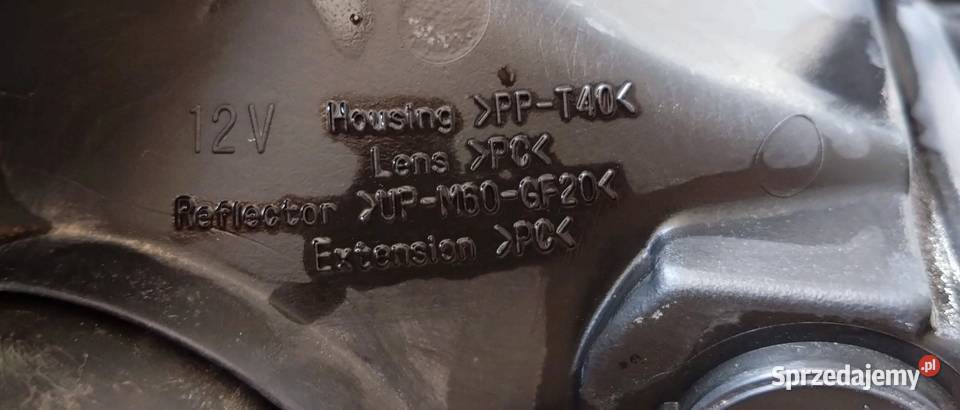 12V
Housing >PP-T40<
Lens >PC<
Reflector >UP-M60-GF20<
Extension >PC<
Sprzedajemy.pl